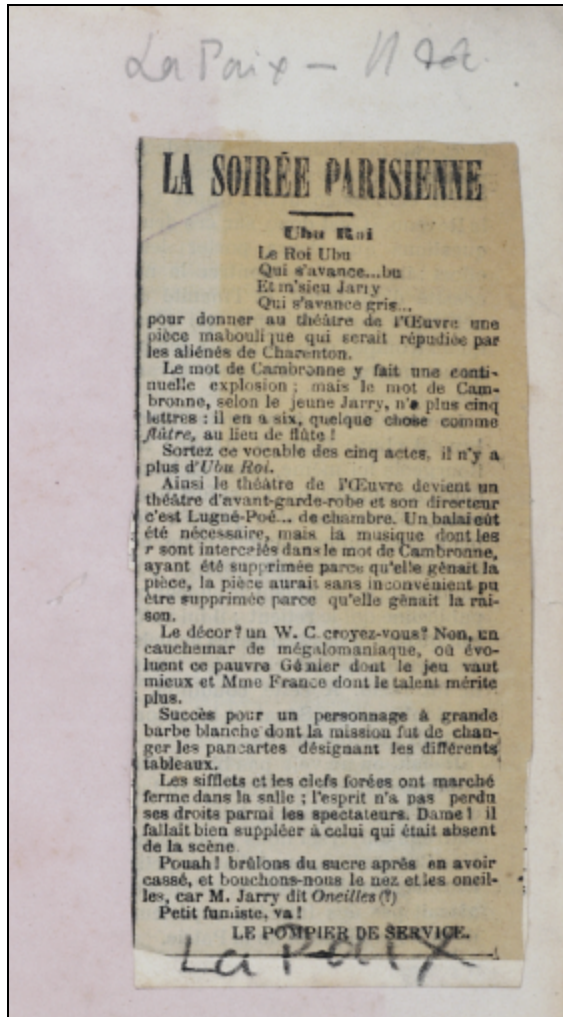 La Paix —
LA SOIRÉE PARISIENNE
Ubu Roi
Le Roi Ubu
Qui s'avance...bu
Et m'sieu Jarry
Qui s'avance gris...
pour donner au théâtre de l'Œuvre une
pièce maboulique qui serait répudiée par
les aliénés de Charenton.
Le mot de Cambronne y fait une conti-
nuelle explosion ; mais le mot de Cam-
bronne, selon le jeune Jarry, n'a plus cinq
lettres : il en a six, quelque chose comme
flûtre, au lieu de flûte !
Sortez ce vocable des cinq actes, il n'y a
plus d'Ubu Roi.
Ainsi le théâtre de l'Œuvre devient un
théâtre d'avant-garde-robe et son directeur
c'est Lugné-Poé... de chambre. Un balai eût
été nécessaire, mais la musique dont les
r sont intercalés dans le mot de Cambronne,
ayant été supprimée parce qu'elle gênait la
pièce, la pièce aurait sans inconvénient pu
être supprimée parce qu'elle gênait la rai-
son.
Le décor ? un W. C. croyez-vous ? Non, un
cauchemar de mégalomaniaque, où évo-
luent ce pauvre Gémier dont le jeu vaut
mieux et Mme France dont le talent mérite
plus.
Succès pour un personnage à grande
barbe blanche dont la mission fut de chan-
ger les pancartes désignant les différents
tableaux.
Les sifflets et les clefs forées ont marché
ferme dans la salle ; l'esprit n'a pas perdu
ses droits parmi les spectateurs. Dame ! il
fallait bien suppléer à celui qui était absent
de la scène.
Pouah ! brûlons du sucre après en avoir
cassé, et bouchons-nous le nez et les oneil-
les, car M. Jarry dit Oneilles (?)
Petit fumiste, va !
LE POMPIER DE SERVICE.
La Paix